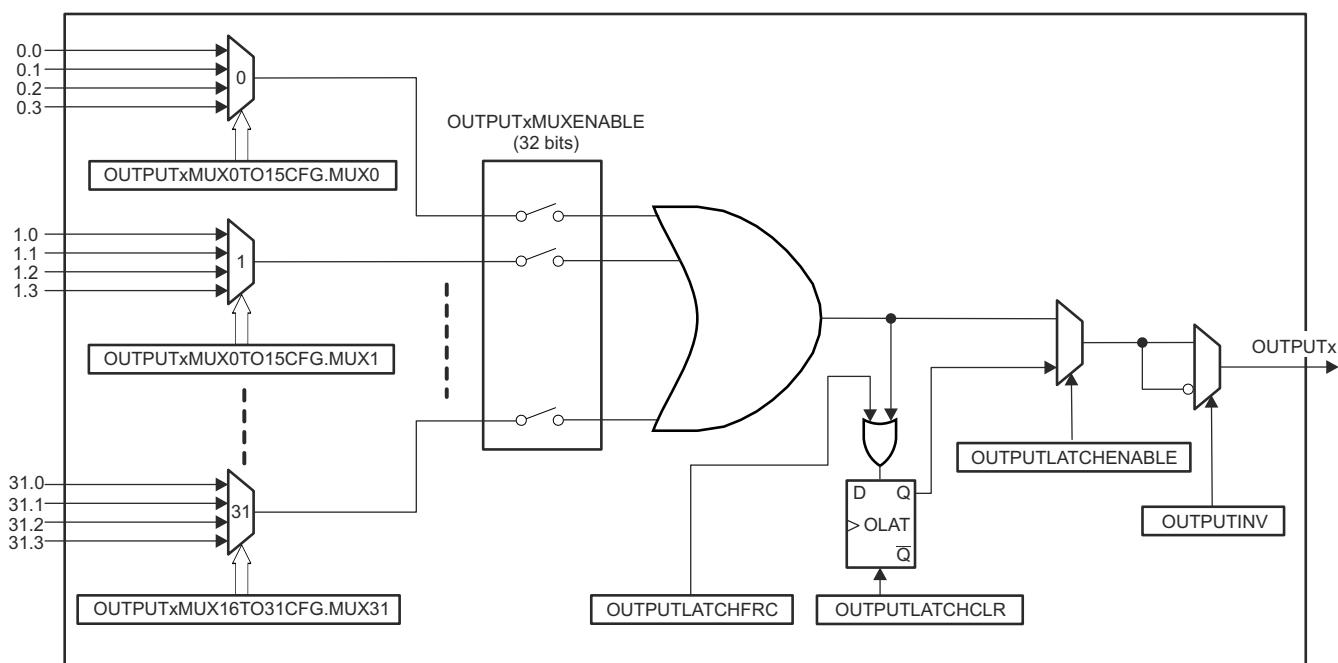 0.0
0.1
0.2
0.3
0
OUTPUTxMUX0TO15CFG.MUX0
OUTPUTxMUXENABLE
(32 bits)
1.0
1.1
1.2
1.3
1
OUTPUTxMUX0TO15CFG.MUX1
31.0
31.1
31.2
31.3
31
OUTPUTxMUX16TO31CFG.MUX31
D Q
OLAT
Q̅
OUTPUTLATCHFRC
OUTPUTLATCHCLR
OUTPUTLATCHENABLE
OUTPUTINV
OUTPUTx